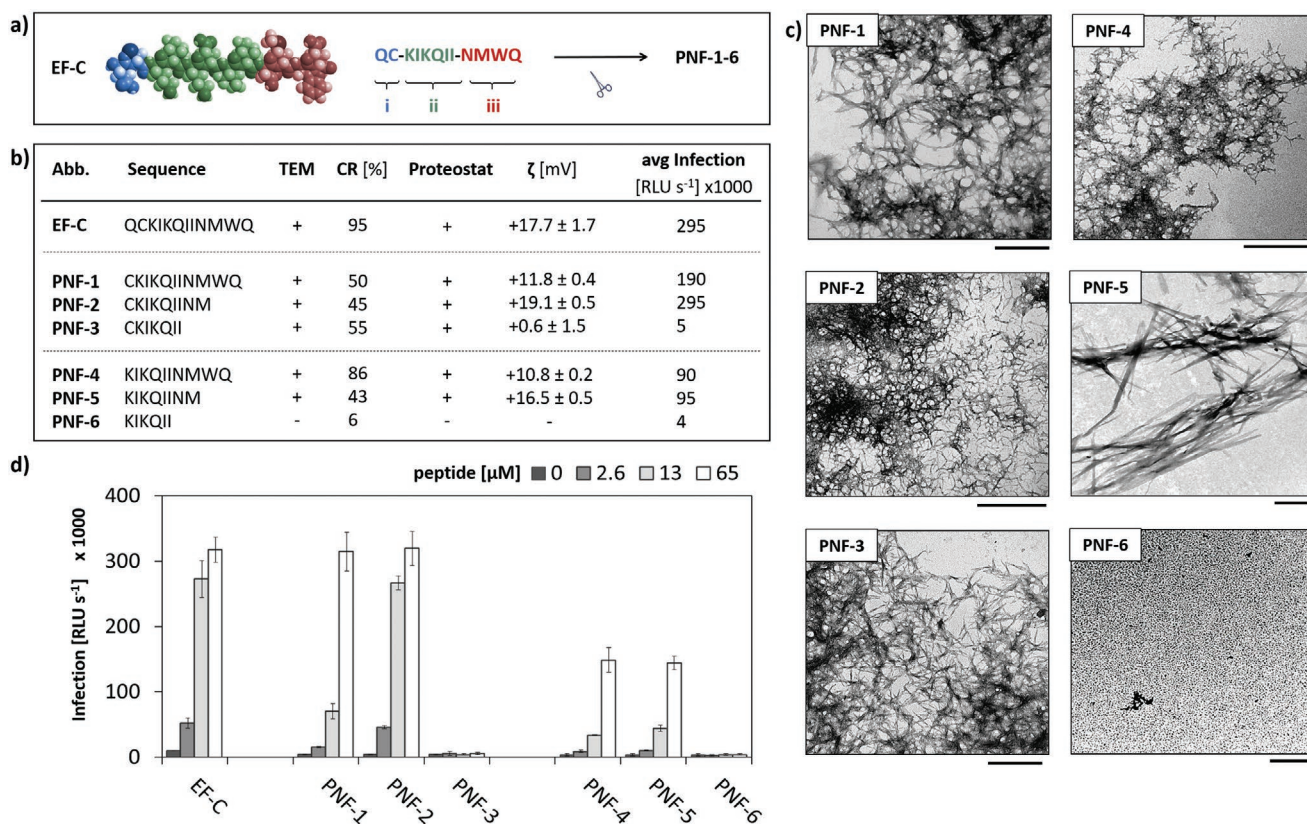 a)
EF-C
QC-KIKQII-NMWQ
i ii iii
PNF-1-6
b)
Abb. Sequence TEM CR [%] Proteostat ζ [mV] avg Infection
[RLU s⁻¹] x1000
EF-C QCKIKQIINMWQ + 95 + +17.7 ± 1.7 295
PNF-1 CKIKQIINMWQ + 50 + +11.8 ± 0.4 190
PNF-2 CKIKQIINM + 45 + +19.1 ± 0.5 295
PNF-3 CKIKQII + 55 + +0.6 ± 1.5 5
PNF-4 KIKQIINMWQ + 86 + +10.8 ± 0.2 90
PNF-5 KIKQIINM + 43 + +16.5 ± 0.5 95
PNF-6 KIKQII - 6 - - 4
c)
PNF-1 PNF-4
PNF-2 PNF-5
PNF-3 PNF-6
d)
peptide [µM] 0 2.6 13 65
Infection [RLU s⁻¹] x 1000
400
300
200
100
0
EF-C PNF-1 PNF-2 PNF-3 PNF-4 PNF-5 PNF-6